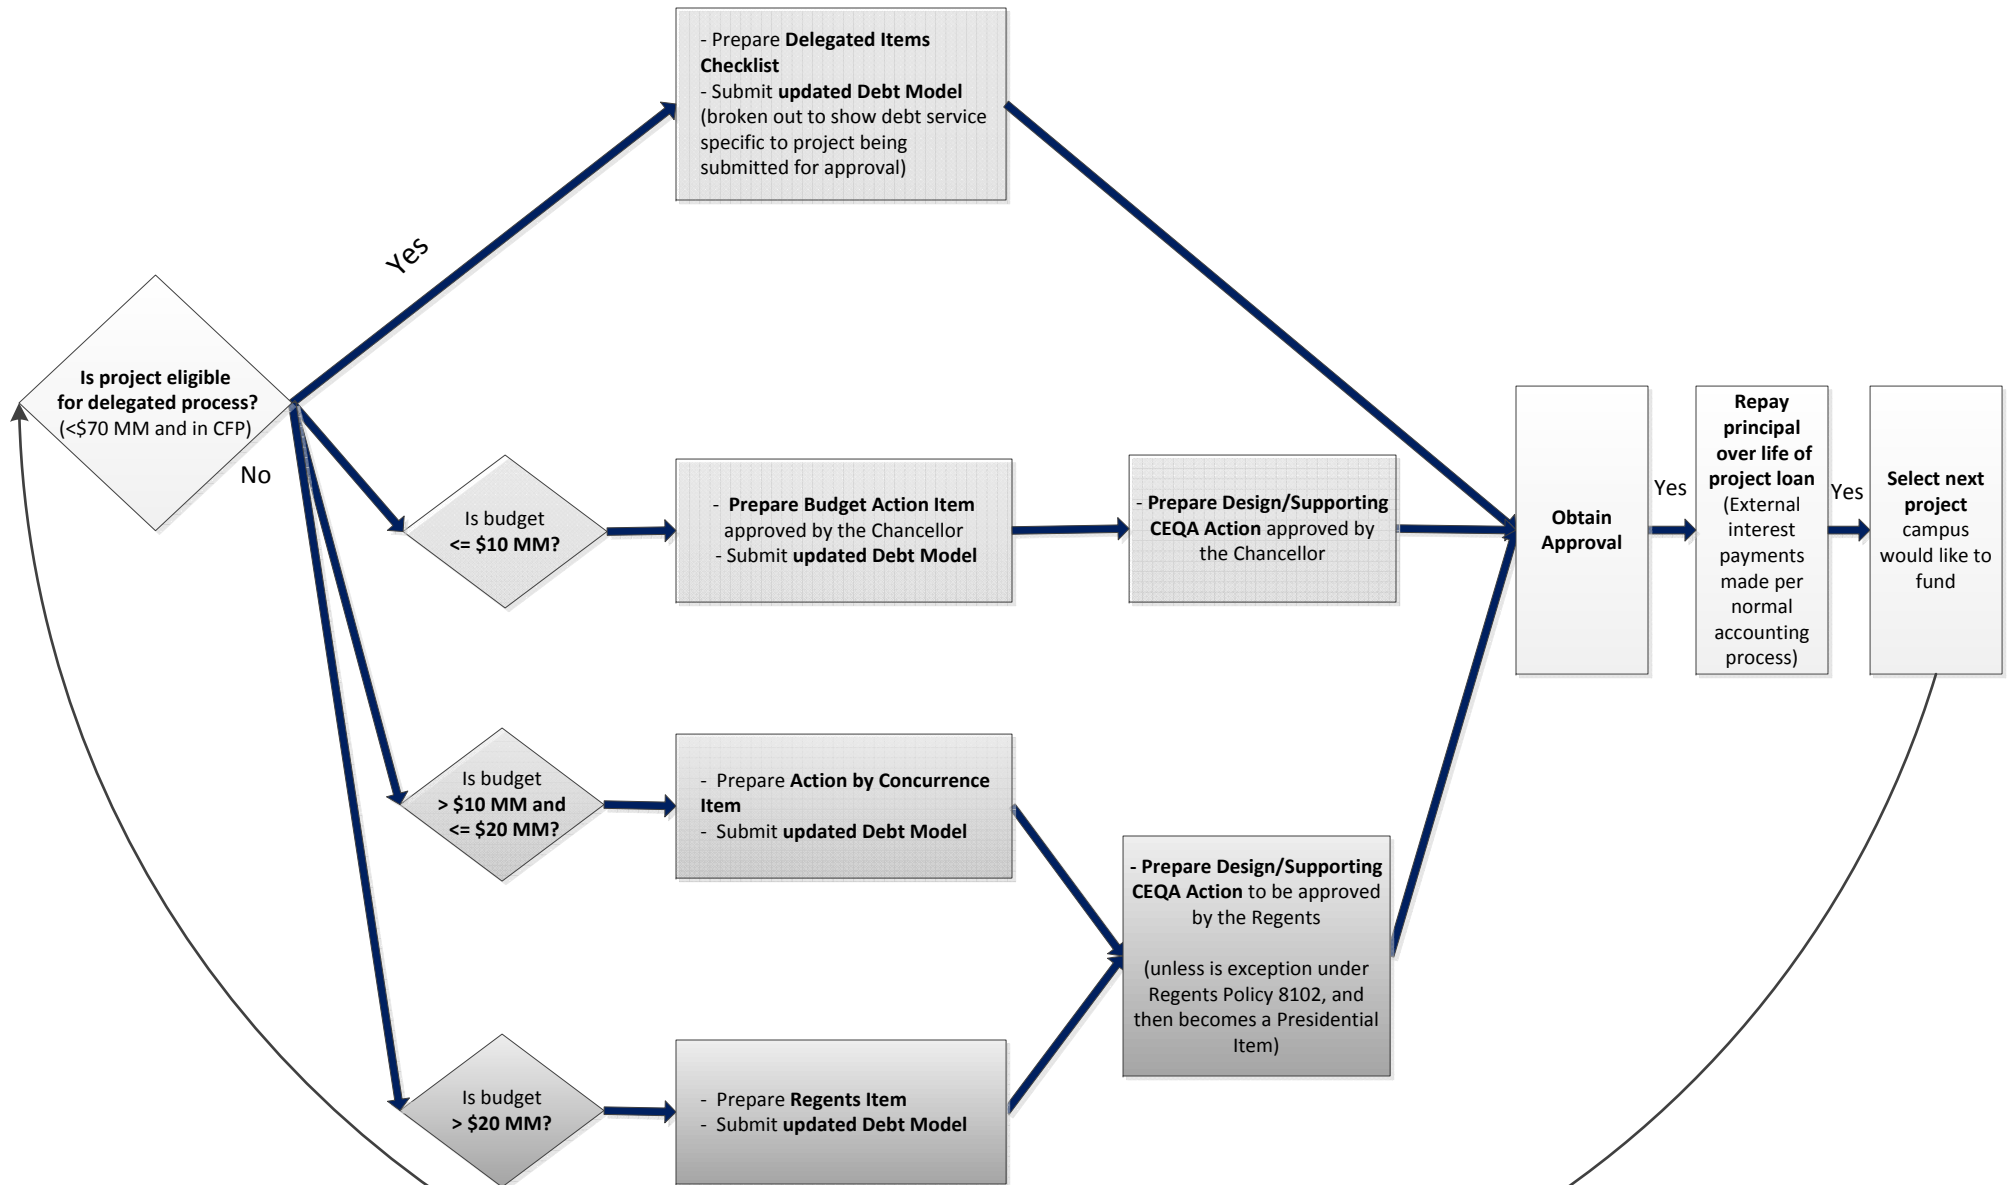 - Prepare Delegated Items
Checklist
- Submit updated Debt Model
(broken out to show debt service
specific to project being
submitted for approval)
Yes
Is project eligible
for delegated process?
(<$70 MM and in CFP)
No
Is budget
<= $10 MM?
- Prepare Budget Action Item
approved by the Chancellor
- Submit updated Debt Model
- Prepare Design/Supporting
CEQA Action approved by
the Chancellor
Obtain
Approval
Yes
Repay
principal
over life of
project loan
(External
interest
payments
made per
normal
accounting
process)
Yes
Select next
project
campus
would like to
fund
Is budget
> $10 MM and
<= $20 MM?
- Prepare Action by Concurrence
Item
- Submit updated Debt Model
- Prepare Design/Supporting
CEQA Action to be approved
by the Regents
(unless is exception under
Regents Policy 8102, and
then becomes a Presidential
Item)
Is budget
> $20 MM?
- Prepare Regents Item
- Submit updated Debt Model